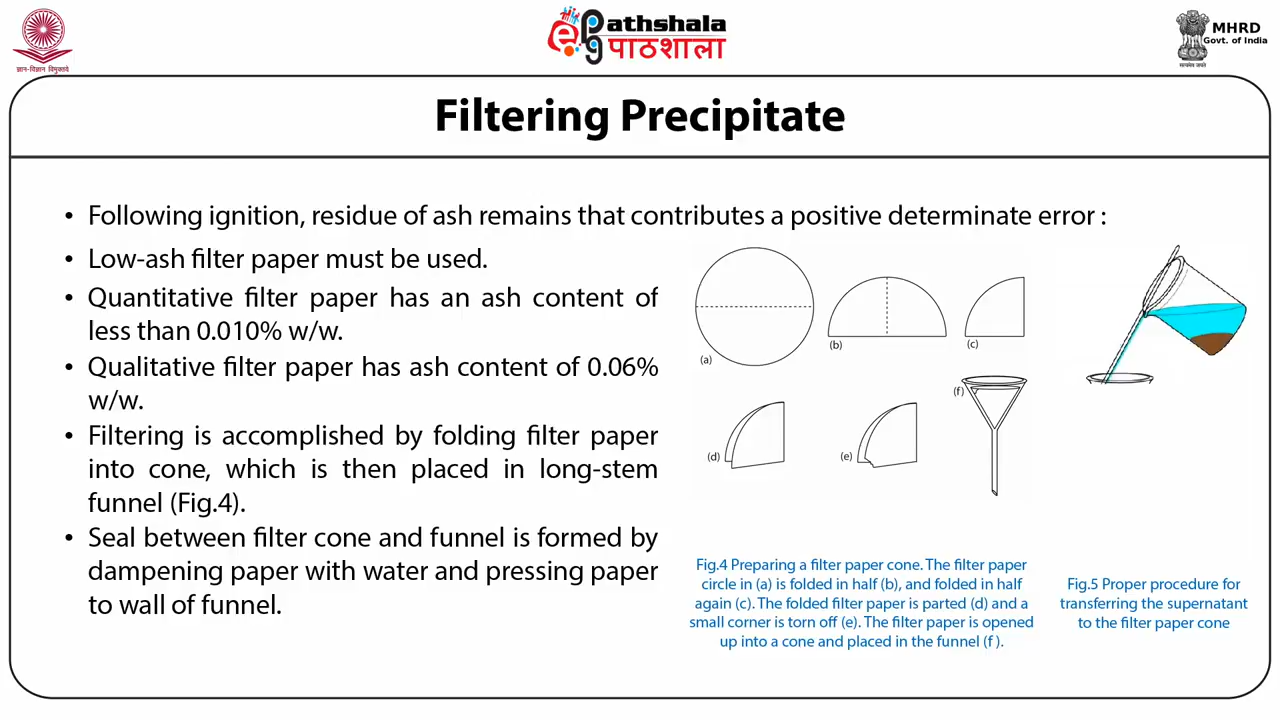 ज्ञान-विज्ञान विमुक्तये
ePathshala
पाठशाला
MHRD
Govt. of India
सत्यमेव जयते
Filtering Precipitate
• Following ignition, residue of ash remains that contributes a positive determinate error :
• Low-ash filter paper must be used.
• Quantitative filter paper has an ash content of
less than 0.010% w/w.
• Qualitative filter paper has ash content of 0.06%
w/w.
• Filtering is accomplished by folding filter paper
into cone, which is then placed in long-stem
funnel (Fig.4).
• Seal between filter cone and funnel is formed by
dampening paper with water and pressing paper
to wall of funnel.
(a)
(b)
(c)
(d)
(e)
(f)
Fig.4 Preparing a filter paper cone. The filter paper
circle in (a) is folded in half (b), and folded in half
again (c). The folded filter paper is parted (d) and a
small corner is torn off (e). The filter paper is opened
up into a cone and placed in the funnel (f ).
Fig.5 Proper procedure for
transferring the supernatant
to the filter paper cone